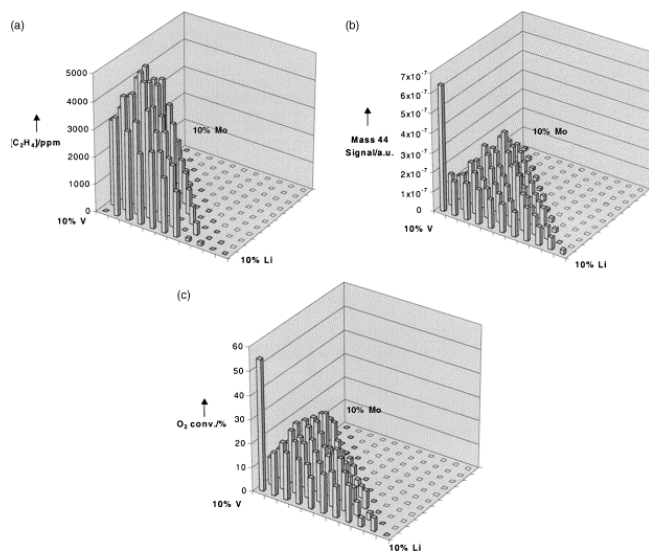 (a)
5000
4000
3000
2000
1000
0
[C₂H₄]/ppm
10% Mo
10% V
10% Li
(b)
7x10⁻⁷
6x10⁻⁷
5x10⁻⁷
4x10⁻⁷
3x10⁻⁷
2x10⁻⁷
1x10⁻⁷
0
Mass 44
Signal/a.u.
10% Mo
10% V
10% Li
(c)
60
50
40
30
20
10
0
O₂ conv./%
10% Mo
10% V
10% Li